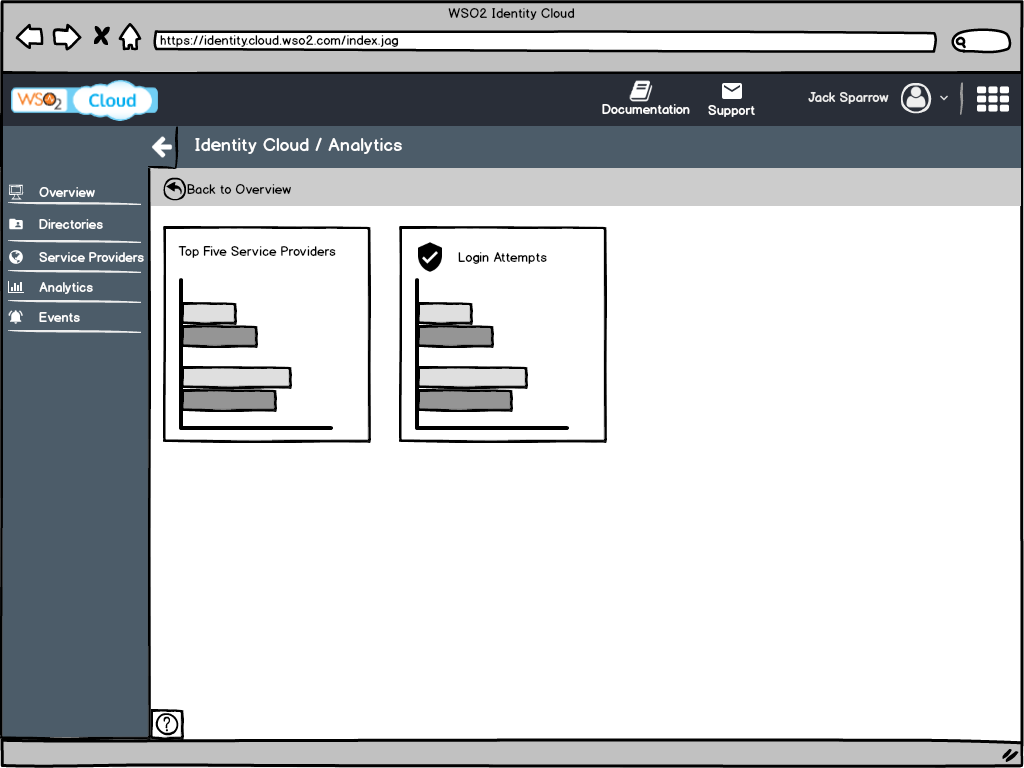 WSO2 Identity Cloud
https://identity.cloud.wso2.com/index.jag
WSO2 Cloud
Documentation
Support
Jack Sparrow
Identity Cloud / Analytics
Overview
Directories
Service Providers
Analytics
Events
Back to Overview
Top Five Service Providers
Login Attempts
?